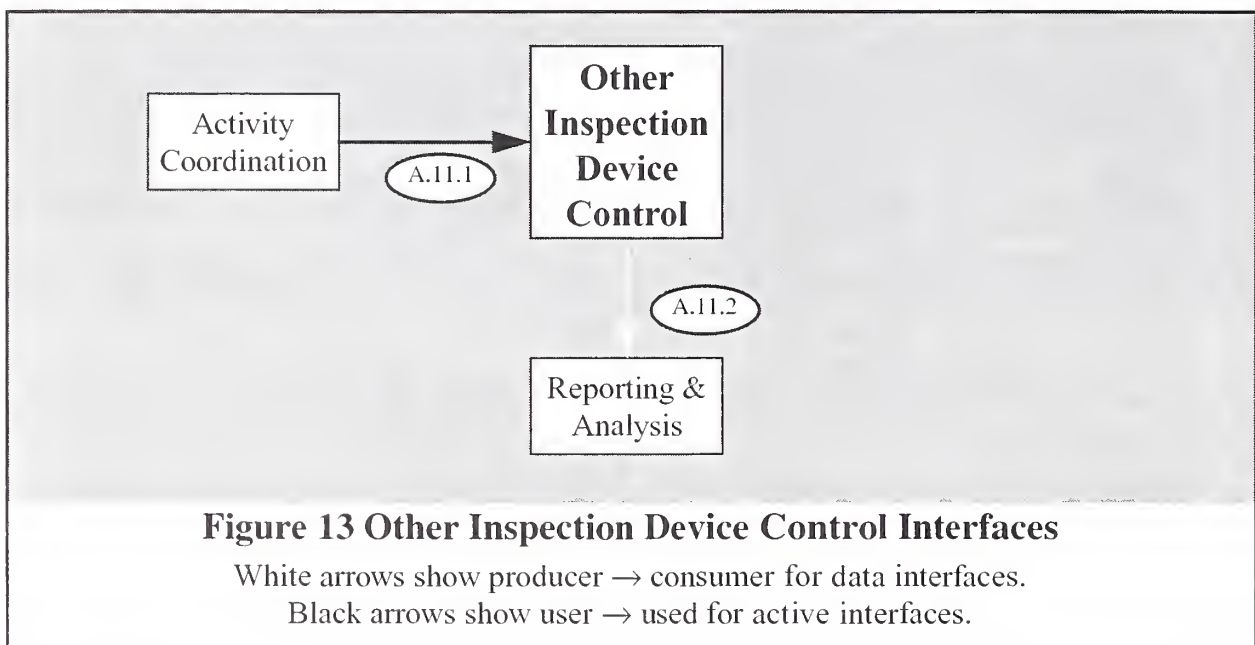 Activity
Coordination
A.11.1
Other
Inspection
Device
Control
A.11.2
Reporting &
Analysis
Figure 13 Other Inspection Device Control Interfaces
White arrows show producer → consumer for data interfaces.
Black arrows show user → used for active interfaces.